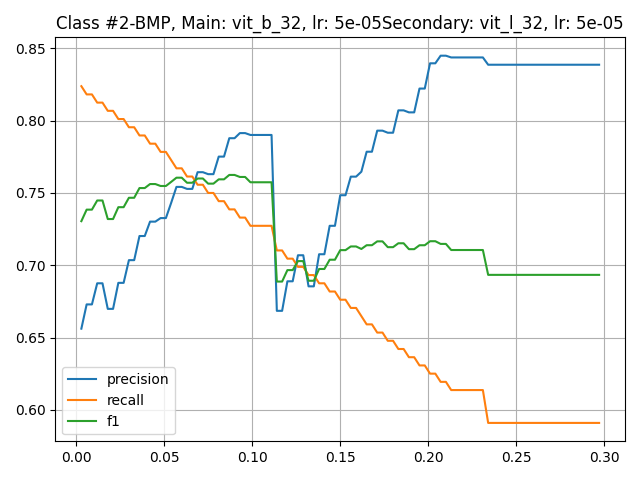 Class #2-BMP, Main: vit_b_32, lr: 5e-05Secondary: vit_l_32, lr: 5e-05
0.85
0.80
0.75
0.70
0.65
0.60
precision
recall
f1
0.00 0.05 0.10 0.15 0.20 0.25 0.30